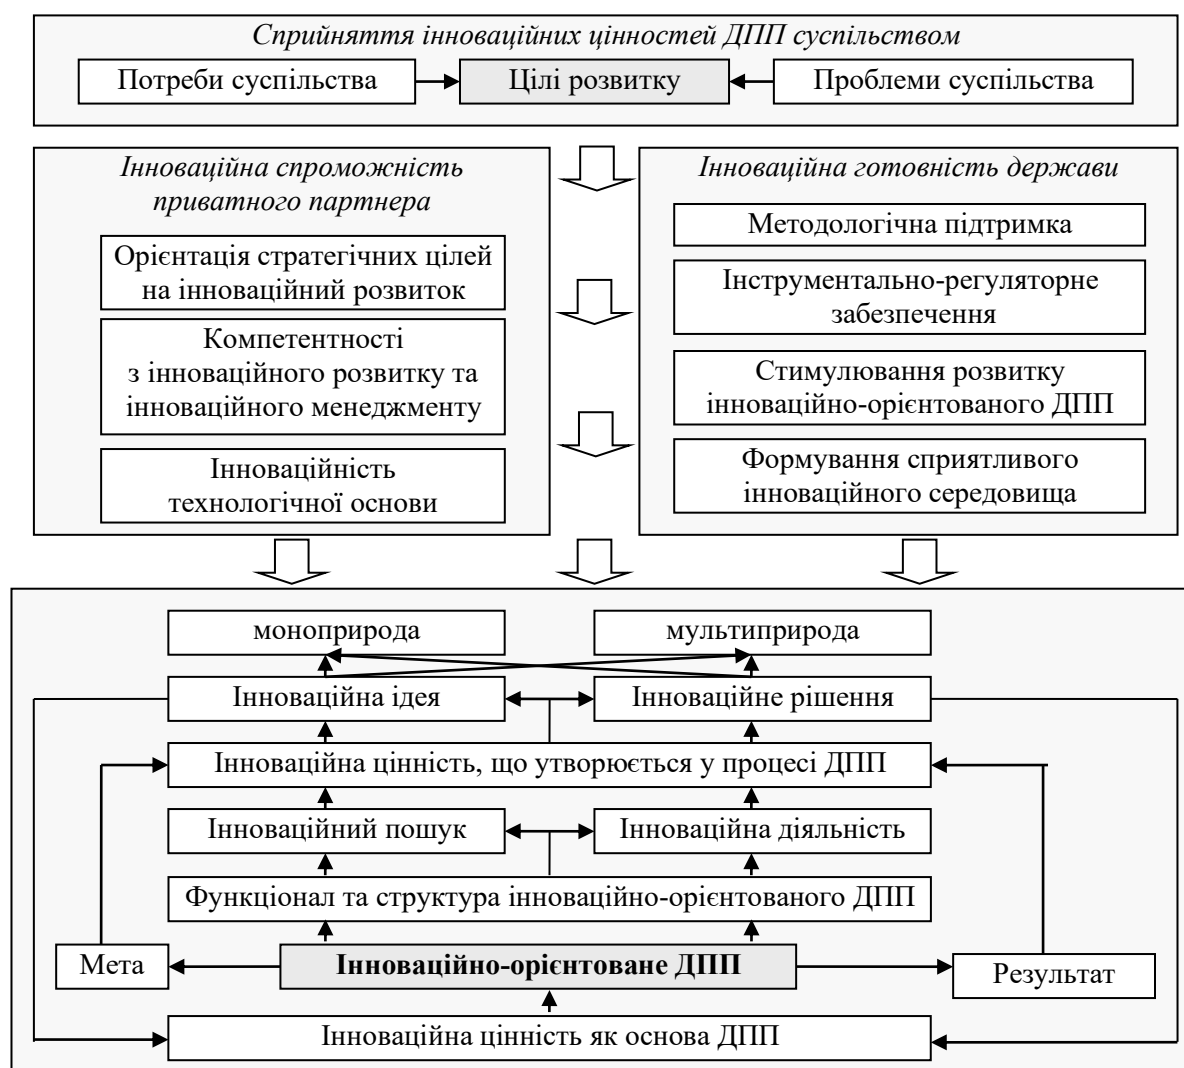 Сприйняття інноваційних цінностей ДПП суспільством
Потреби суспільства
Цілі розвитку
Проблеми суспільства
Інноваційна спроможність
приватного партнера
Орієнтація стратегічних цілей
на інноваційний розвиток
Компетентності
з інноваційного розвитку та
інноваційного менеджменту
Інноваційність
технологічної основи
Інноваційна готовність держави
Методологічна підтримка
Інструментально-регуляторне
забезпечення
Стимулювання розвитку
інноваційно-орієнтованого ДПП
Формування сприятливого
інноваційного середовища
моноприрода
мультиприрода
Інноваційна ідея
Інноваційне рішення
Інноваційна цінність, що утворюється у процесі ДПП
Інноваційний пошук
Інноваційна діяльність
Функціонал та структура інноваційно-орієнтованого ДПП
Мета
Інноваційно-орієнтоване ДПП
Результат
Інноваційна цінність як основа ДПП